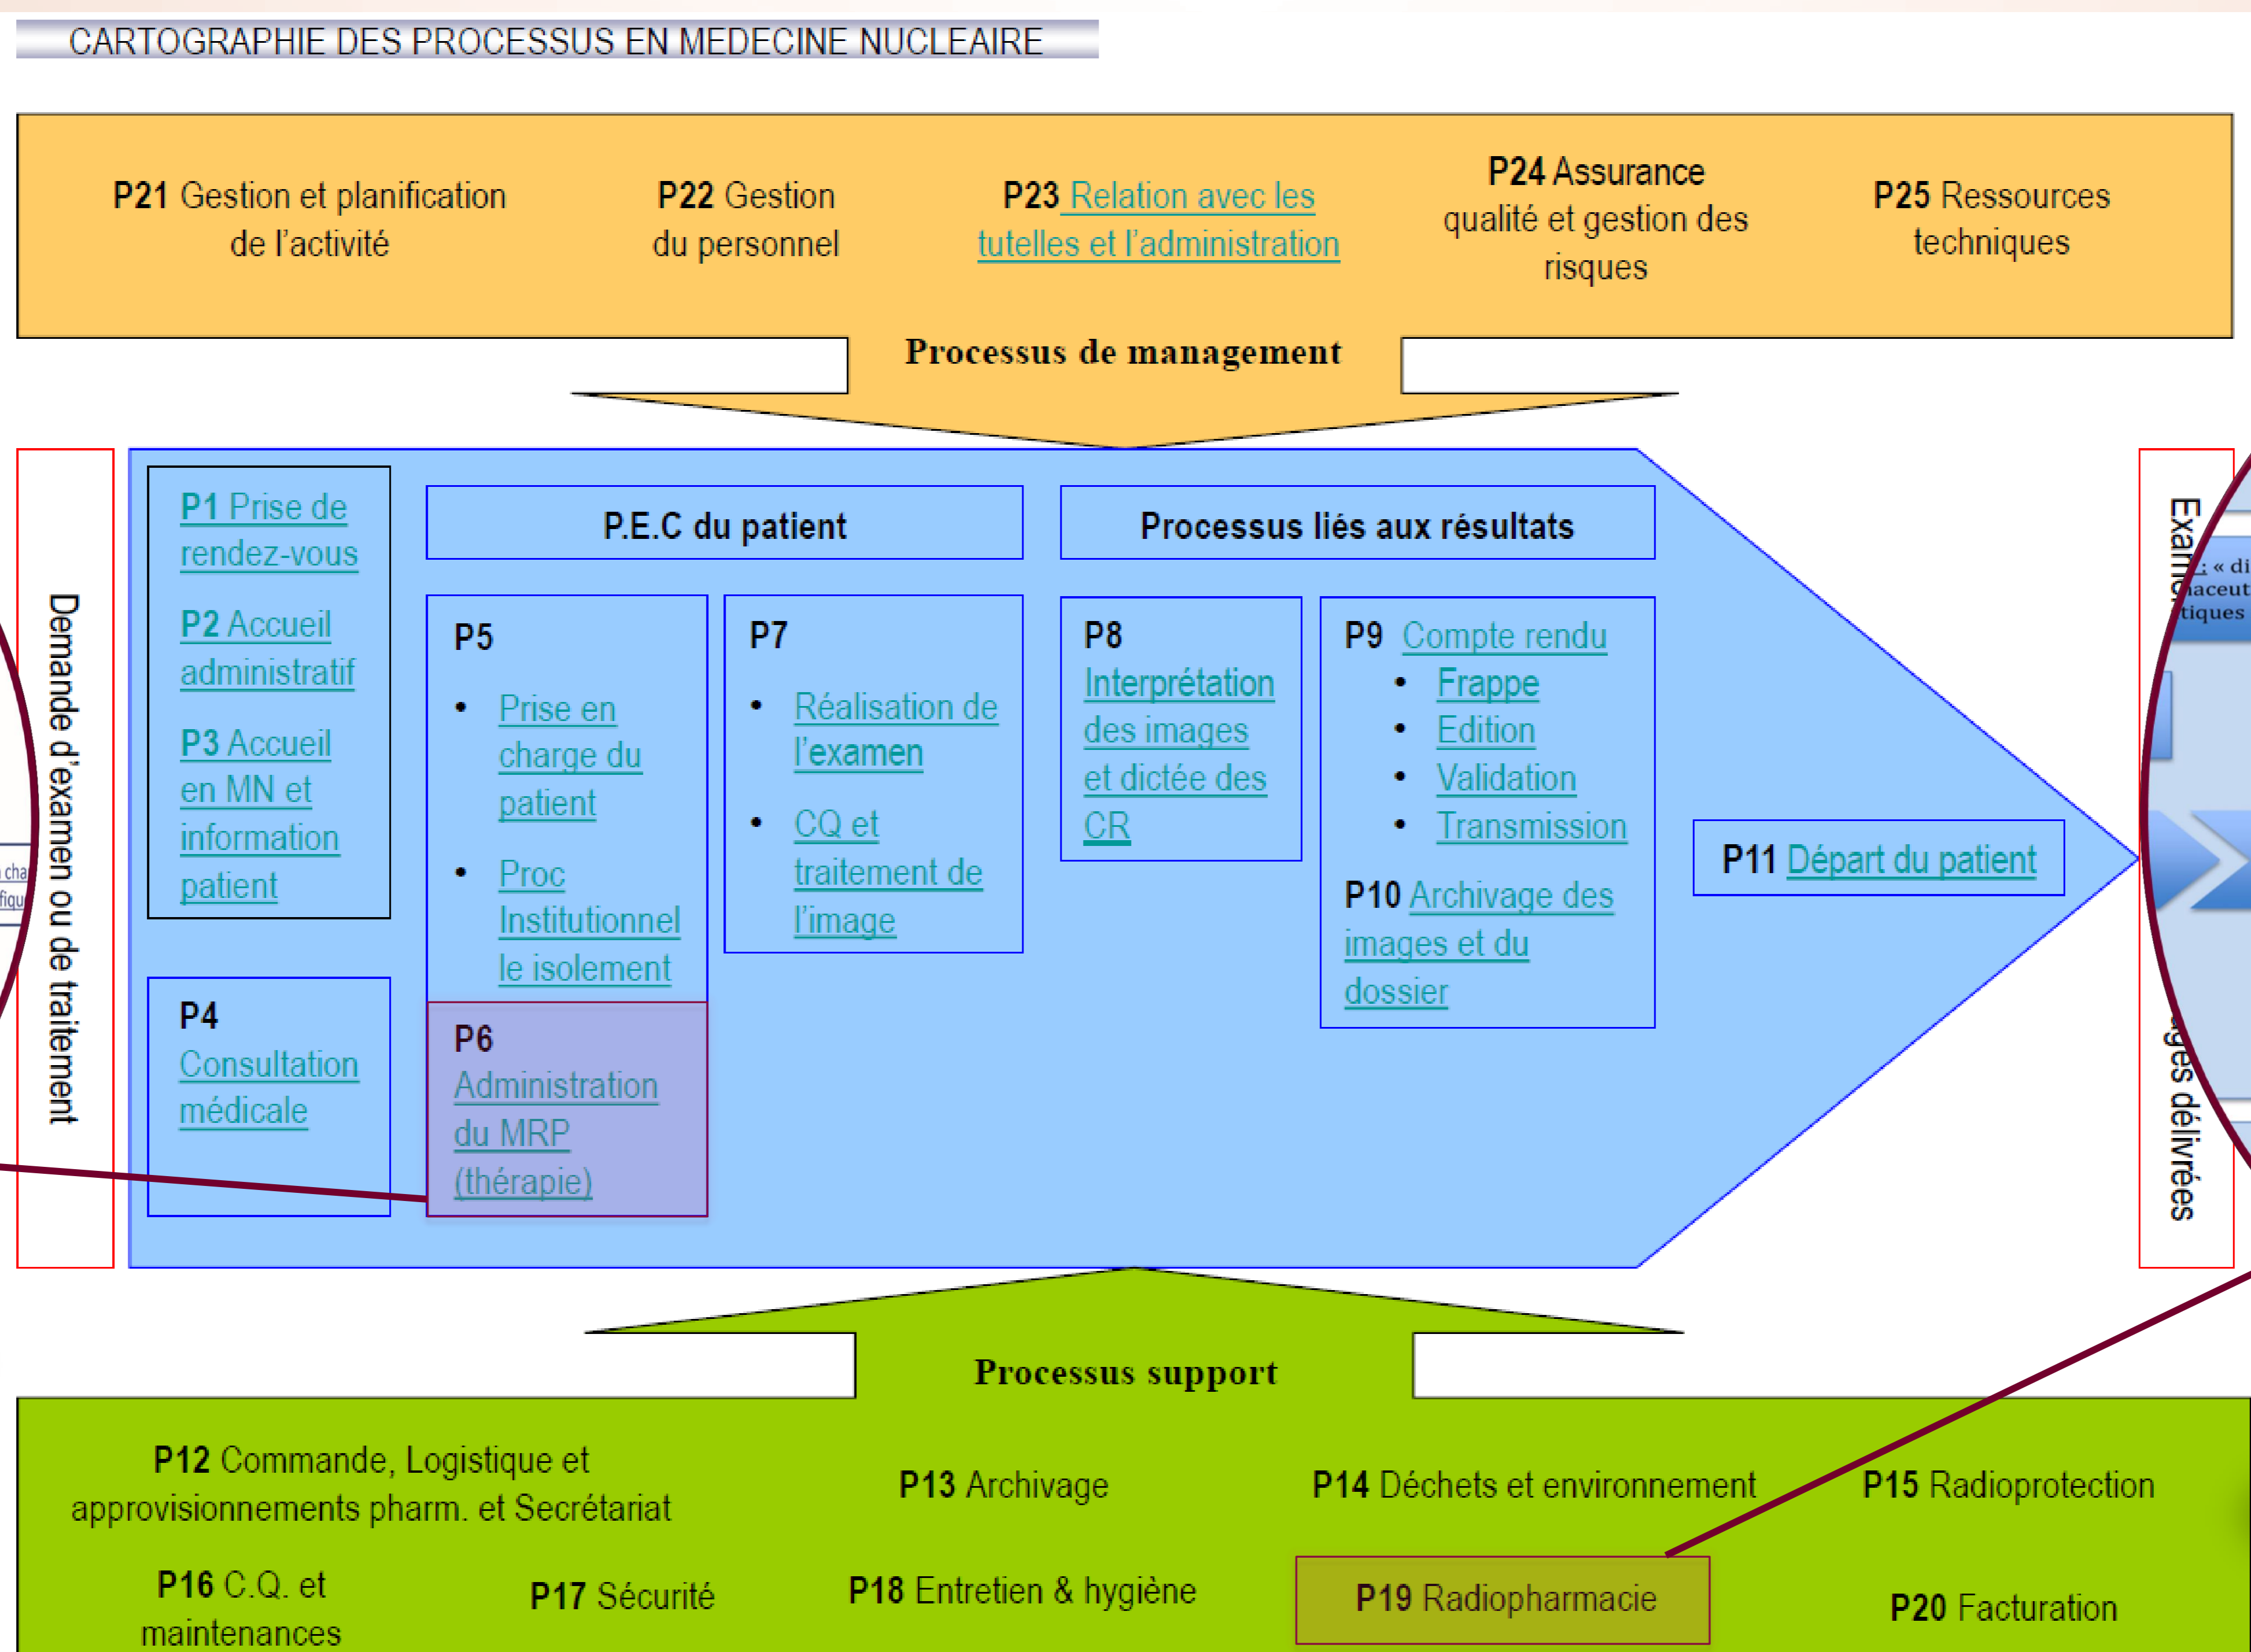 CARTOGRAPHIE DES PROCESSUS EN MEDECINE NUCLEAIRE
P21 Gestion et planification
de l'activité
P22 Gestion
du personnel
P23 Relation avec les
tutelles et l'administration
P24 Assurance
qualité et gestion des
risques
P25 Ressources
techniques
Processus de management
Demande d'examen ou de traitement
P1 Prise de
rendez-vous
P2 Accueil
administratif
P3 Accueil
en MN et
information
patient
P4
Consultation
médicale
P.E.C du patient
P5
• Prise en
charge du
patient
• Proc
Institutionnel
le isolement
P6
Administration
du MRP
(thérapie)
P7
• Réalisation de
l'examen
• CQ et
traitement de
l'image
Processus liés aux résultats
P8
Interprétation
des images
et dictée des
CR
P9 Compte rendu
• Frappe
• Edition
• Validation
• Transmission
P10 Archivage des
images et du
dossier
P11 Départ du patient
délivrées
Processus support
P12 Commande, Logistique et
approvisionnements pharm. et Secrétariat
P13 Archivage
P14 Déchets et environnement
P15 Radioprotection
P16 C.Q. et
maintenances
P17 Sécurité
P18 Entretien & hygiène
P19 Radiopharmacie
P20 Facturation